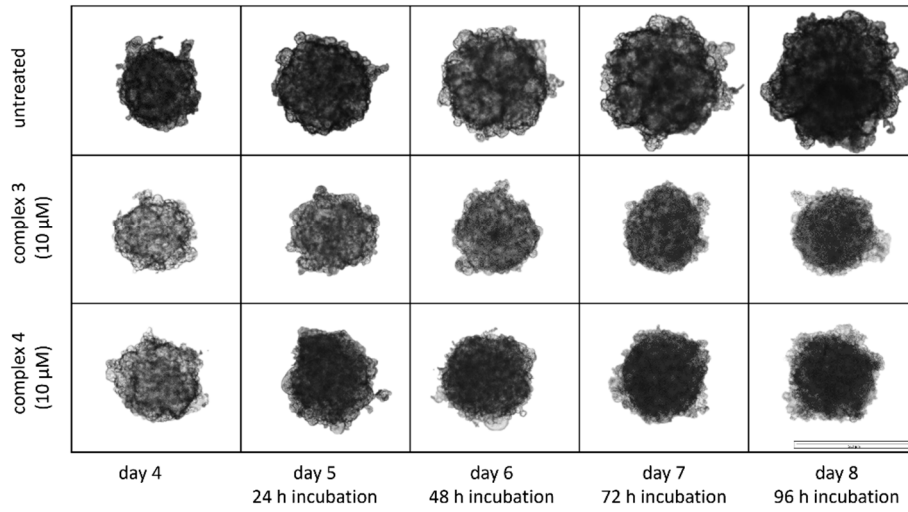 untreated
complex 3
(10 µM)
complex 4
(10 µM)
day 4
day 5
24 h incubation
day 6
48 h incubation
day 7
72 h incubation
day 8
96 h incubation